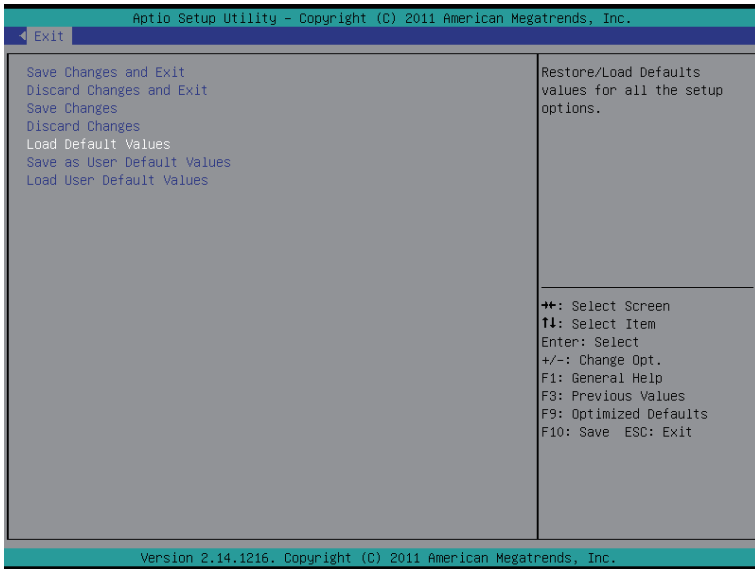 Aptio Setup Utility – Copyright (C) 2011 American Megatrends, Inc.
Exit
Save Changes and Exit
Discard Changes and Exit
Save Changes
Discard Changes
Load Default Values
Save as User Default Values
Load User Default Values
Restore/Load Defaults
values for all the setup
options.
→←: Select Screen
↑↓: Select Item
Enter: Select
+/-: Change Opt.
F1: General Help
F3: Previous Values
F9: Optimized Defaults
F10: Save ESC: Exit
Version 2.14.1216. Copyright (C) 2011 American Megatrends, Inc.